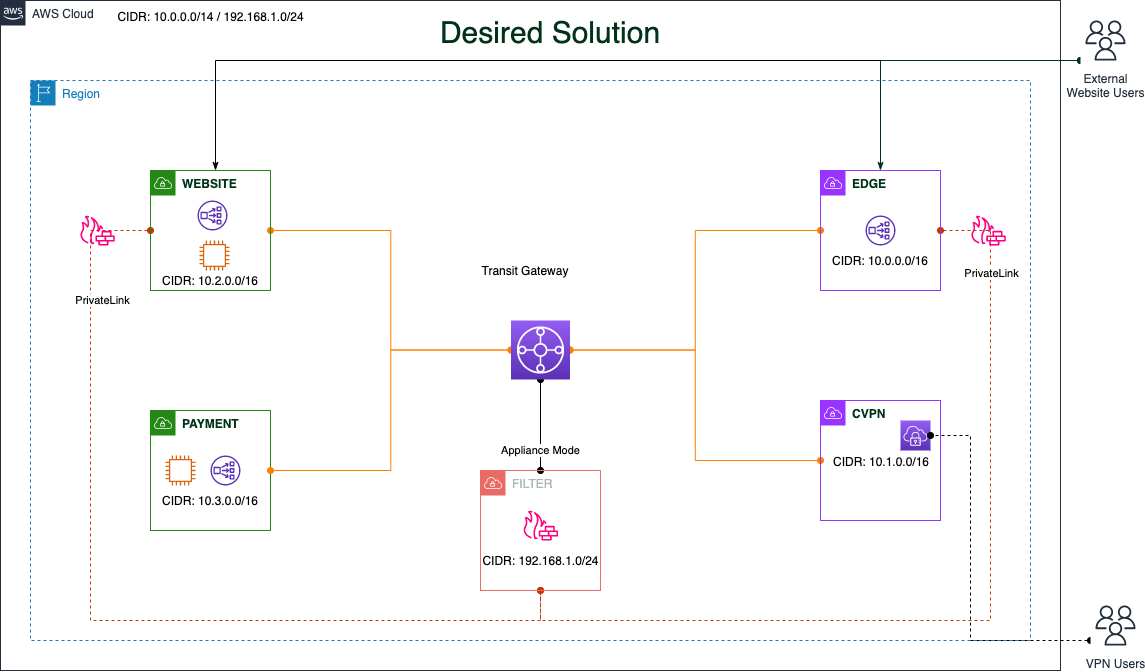 aws
AWS Cloud
CIDR: 10.0.0.0/14 / 192.168.1.0/24
Desired Solution
External
Website Users
Region
WEBSITE
CIDR: 10.2.0.0/16
EDGE
CIDR: 10.0.0.0/16
PrivateLink
PrivateLink
Transit Gateway
PAYMENT
CIDR: 10.3.0.0/16
CVPN
CIDR: 10.1.0.0/16
Appliance Mode
FILTER
CIDR: 192.168.1.0/24
VPN Users